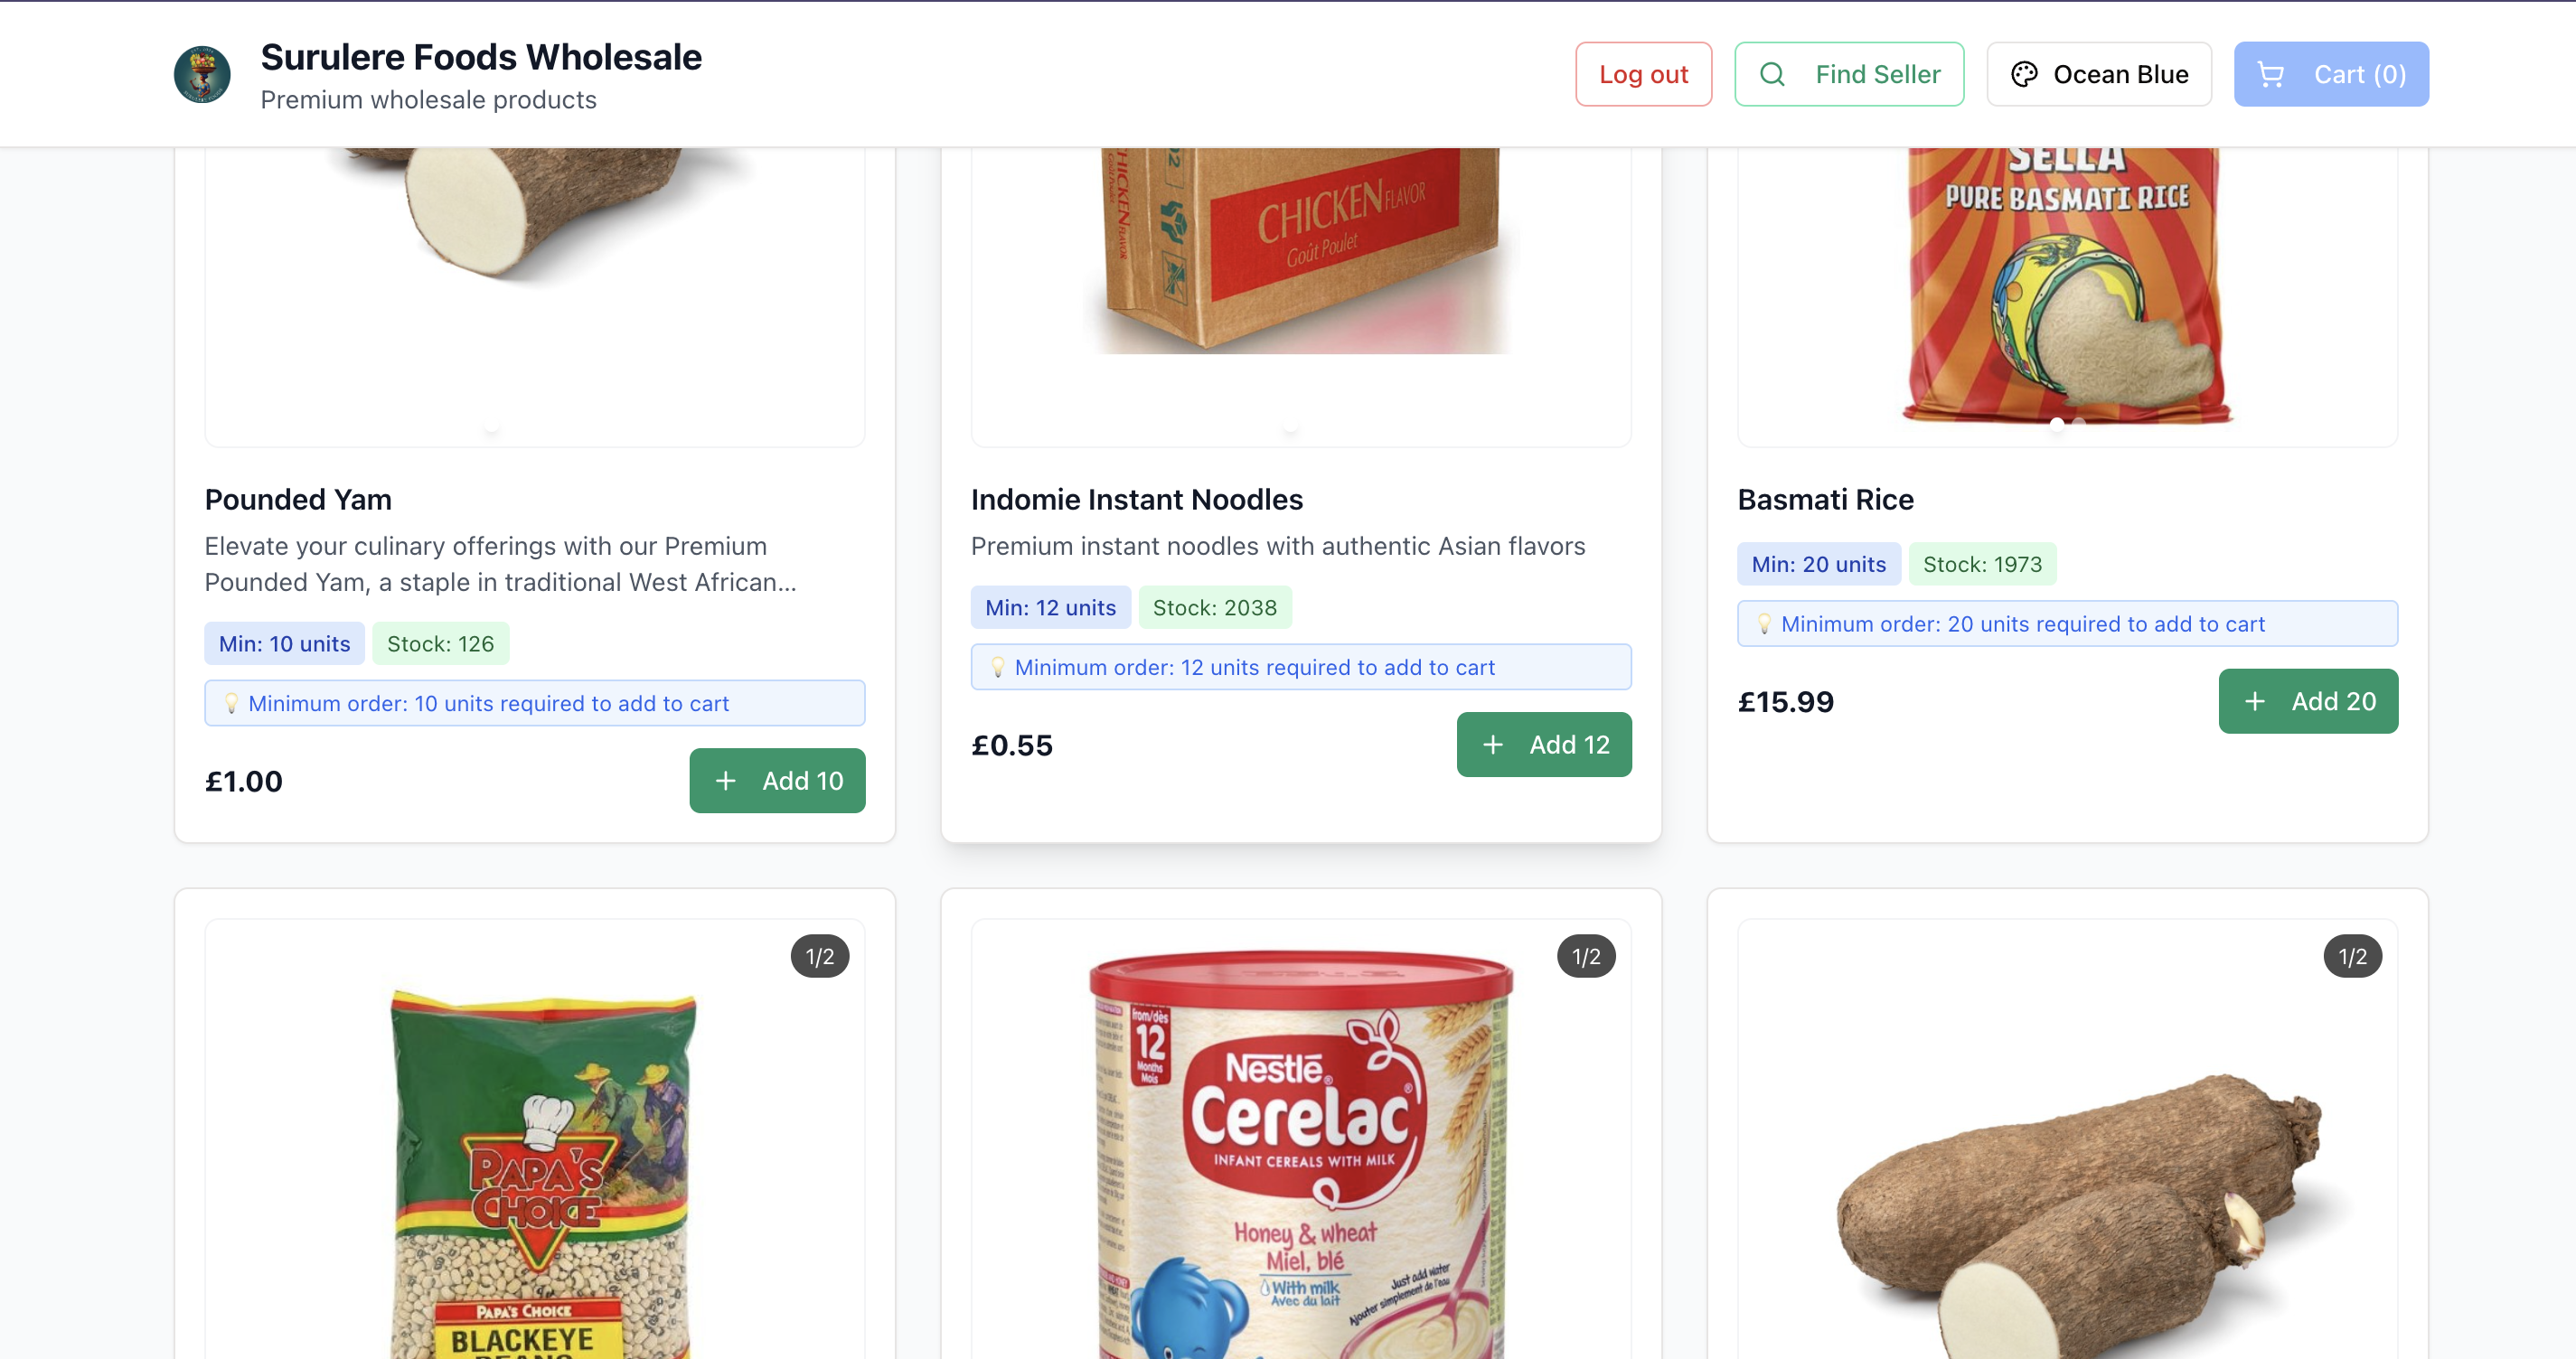 Surulere Foods Wholesale
Premium wholesale products
Log out
Find Seller
Ocean Blue
Cart (0)
CHICKEN FLAVOR
Goût Poulet
SELLA
PURE BASMATI RICE
Pounded Yam
Elevate your culinary offerings with our Premium
Pounded Yam, a staple in traditional West African...
Min: 10 units
Stock: 126
💡 Minimum order: 10 units required to add to cart
£1.00
+ Add 10
Indomie Instant Noodles
Premium instant noodles with authentic Asian flavors
Min: 12 units
Stock: 2038
💡 Minimum order: 12 units required to add to cart
£0.55
+ Add 12
Basmati Rice
Min: 20 units
Stock: 1973
💡 Minimum order: 20 units required to add to cart
£15.99
+ Add 20
1/2
PAPA'S
CHOICE
PAPA'S CHOICE
BLACKEYE
1/2
from/dès
12
Months
Mois
Nestlé®
Cerelac®
INFANT CEREALS WITH MILK
Honey & wheat
Miel, blé
With milk
Avec du lait
Just add water
Ajouter simplement de l'eau
1/2